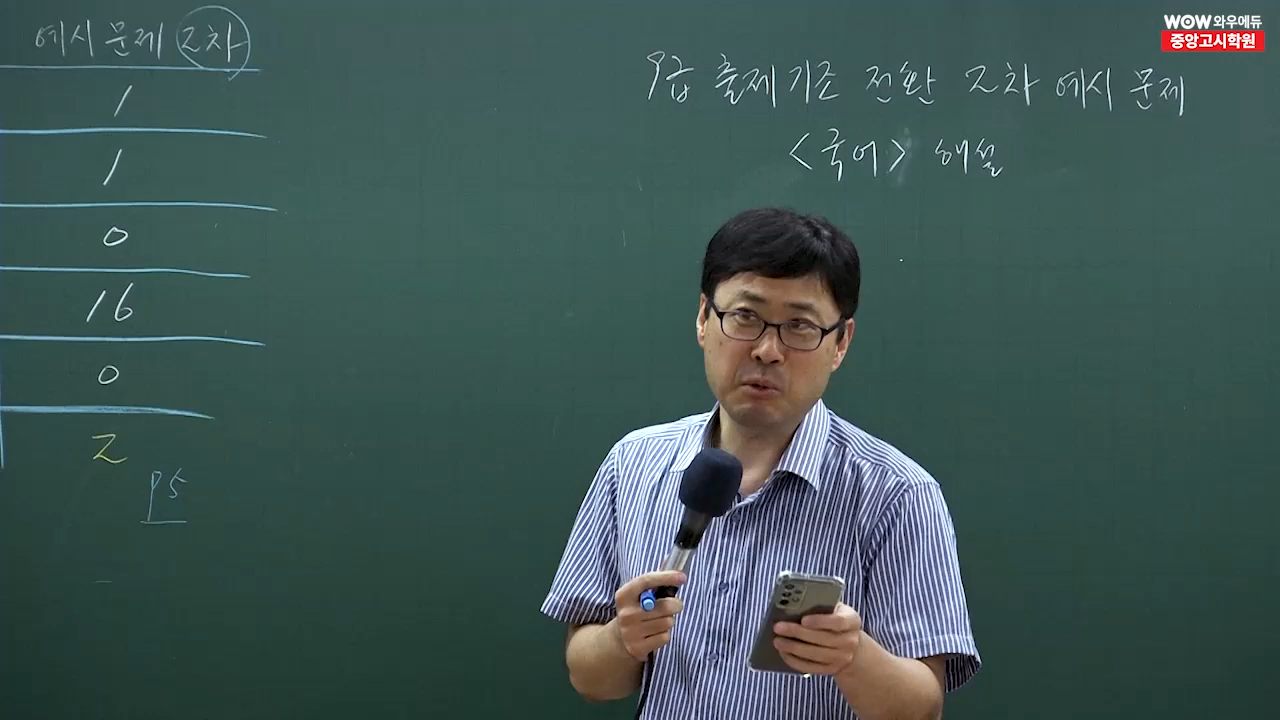 예시 문제 2차
1
1
0
16
0
2
P5
9급 출제기조 전환 2차 예시 문제
<국어> 해설
WOW 와우에듀
중앙고시학원